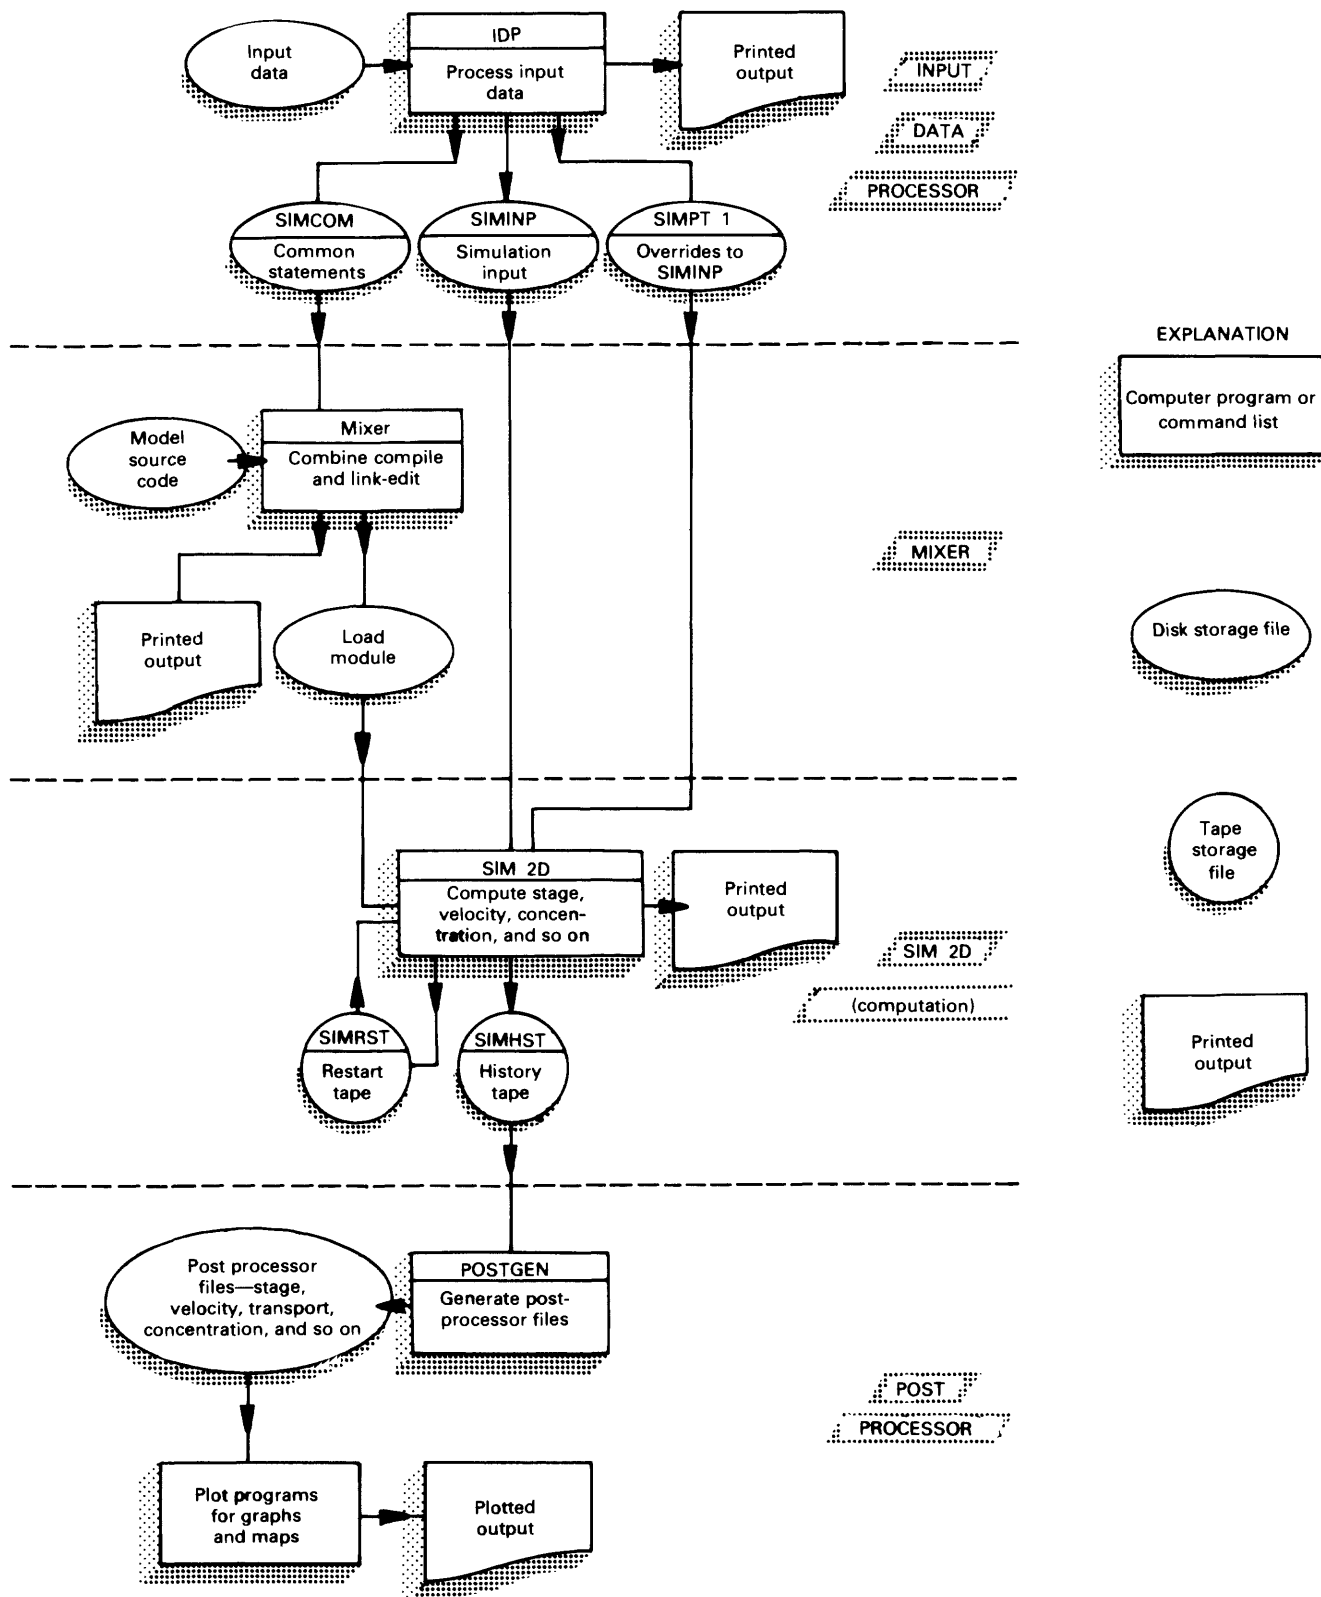 Input
data
IDP
Process input
data
Printed
output
INPUT
DATA
PROCESSOR
SIMCOM
Common
statements
SIMINP
Simulation
input
SIMPT 1
Overrides to
SIMINP
EXPLANATION
Computer program or
command list
Model
source
code
Mixer
Combine compile
and link-edit
MIXER
Printed
output
Load
module
Disk storage file
Tape
storage
file
SIM 2D
Compute stage,
velocity, concen-
tration, and so on
Printed
output
SIM 2D
(computation)
SIMRST
Restart
tape
SIMHST
History
tape
Printed
output
Post processor
files—stage,
velocity, transport,
concentration, and so on
POSTGEN
Generate post-
processor files
POST
PROCESSOR
Plot programs
for graphs
and maps
Plotted
output